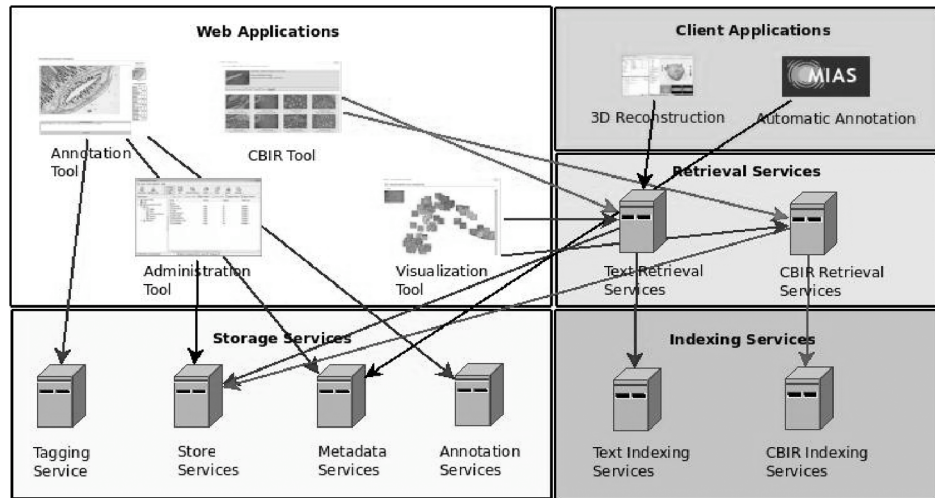 Web Applications
Client Applications
MIAS
3D Reconstruction
Automatic Annotation
Annotation
Tool
CBIR Tool
Retrieval Services
Administration
Tool
Visualization
Tool
Text Retrieval
Services
CBIR Retrieval
Services
Storage Services
Indexing Services
Tagging
Service
Store
Services
Metadata
Services
Annotation
Services
Text Indexing
Services
CBIR Indexing
Services